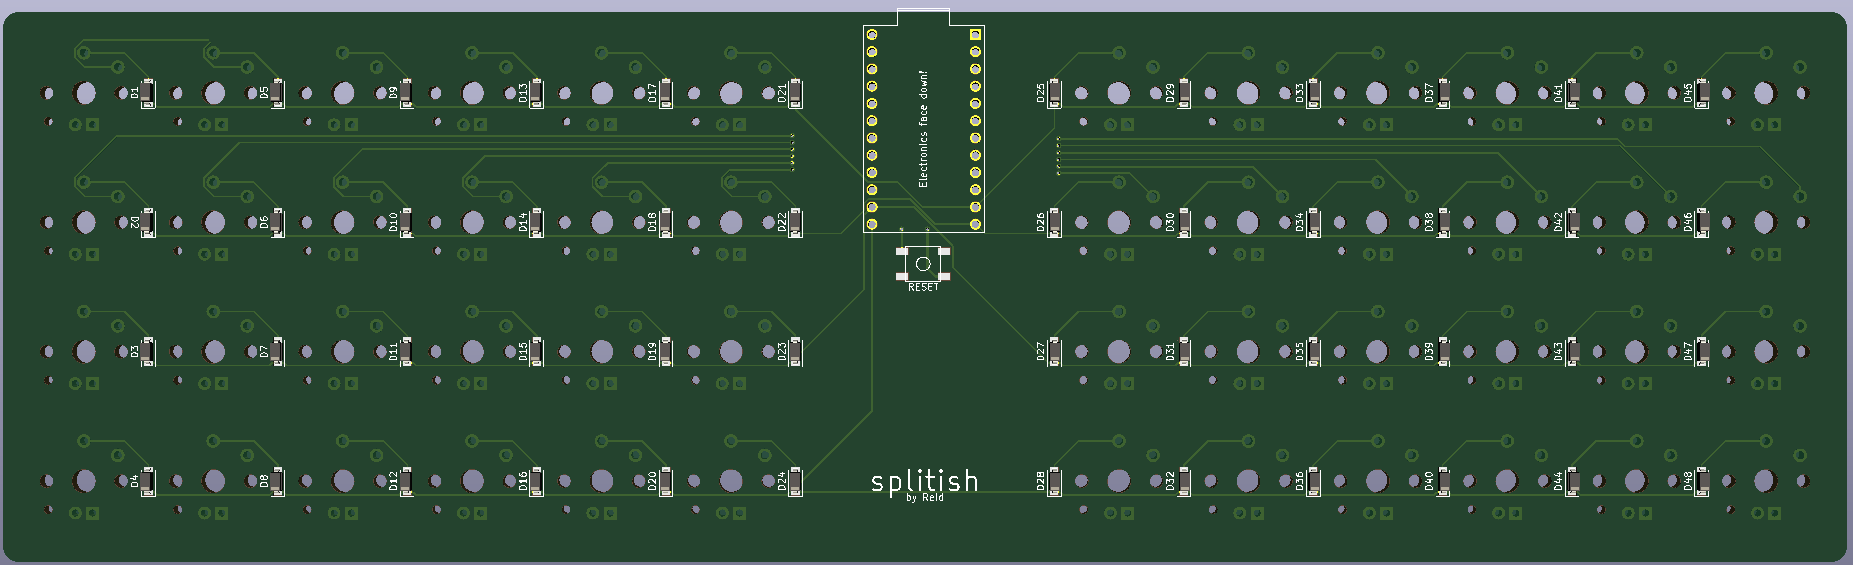 D1
D5
D9
D13
D17
D21
Electronics face down!
D25
D29
D33
D37
D41
D45
D2
D6
D10
D14
D18
D22
D26
D30
D34
D38
D42
D46
RESET
D3
D7
D11
D15
D19
D23
D27
D31
D35
D39
D43
D47
D4
D8
D12
D16
D20
D24
splitish
by Reid
D28
D32
D36
D40
D44
D48